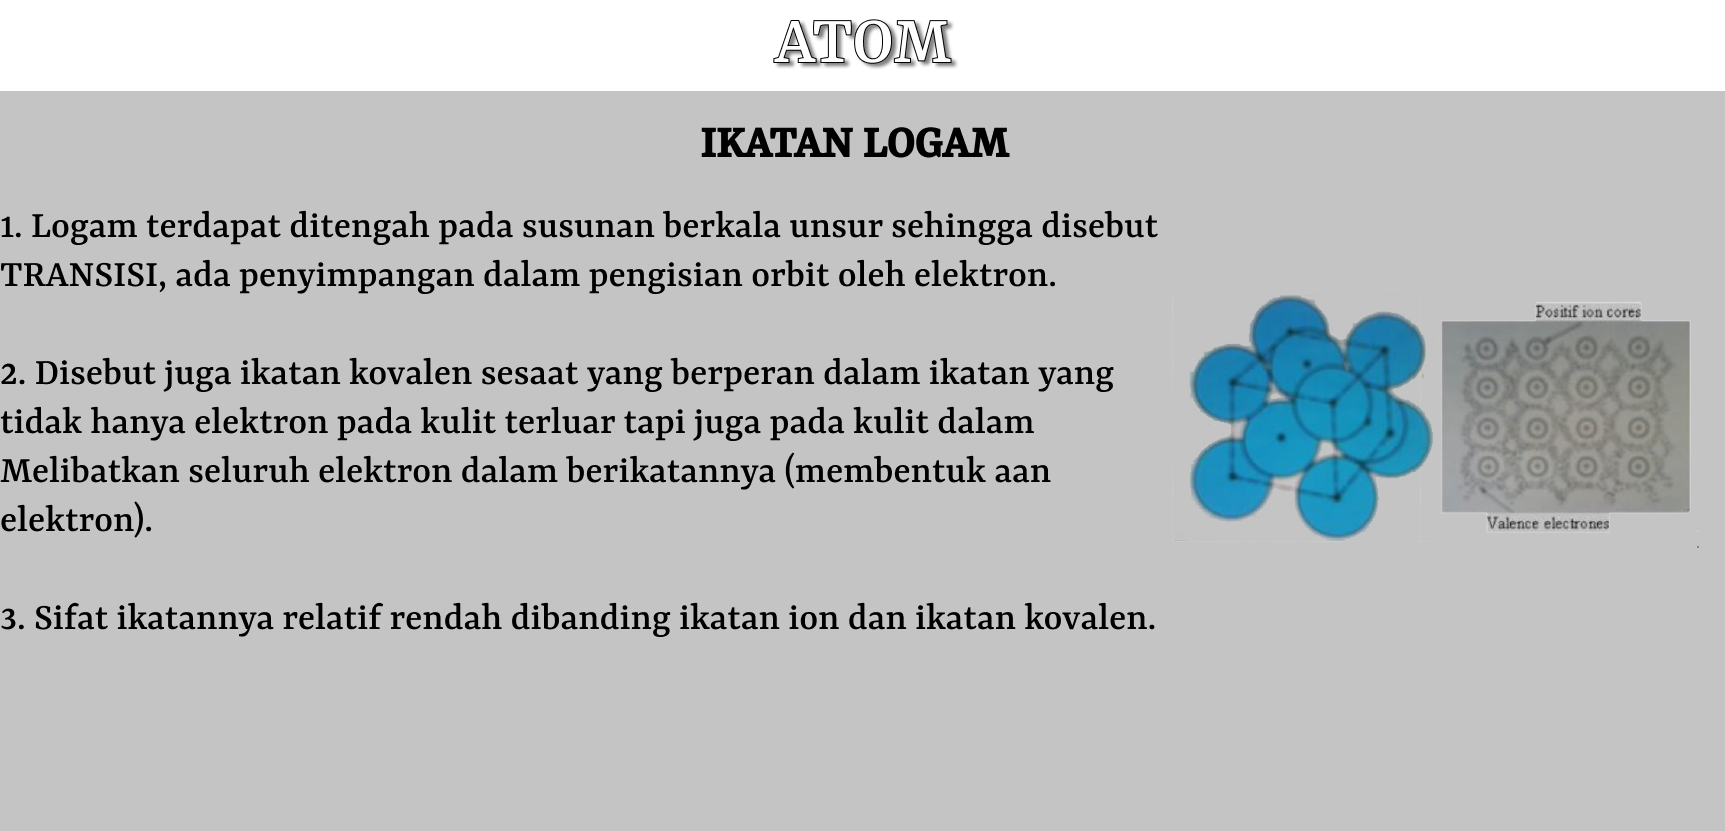 ATOM
IKATAN LOGAM
1. Logam terdapat ditengah pada susunan berkala unsur sehingga disebut
TRANSISI, ada penyimpangan dalam pengisian orbit oleh elektron.
2. Disebut juga ikatan kovalen sesaat yang berperan dalam ikatan yang
tidak hanya elektron pada kulit terluar tapi juga pada kulit dalam
Melibatkan seluruh elektron dalam berikatannya (membentuk aan
elektron).
3. Sifat ikatannya relatif rendah dibanding ikatan ion dan ikatan kovalen.
Positif ion cores
Valence electrones